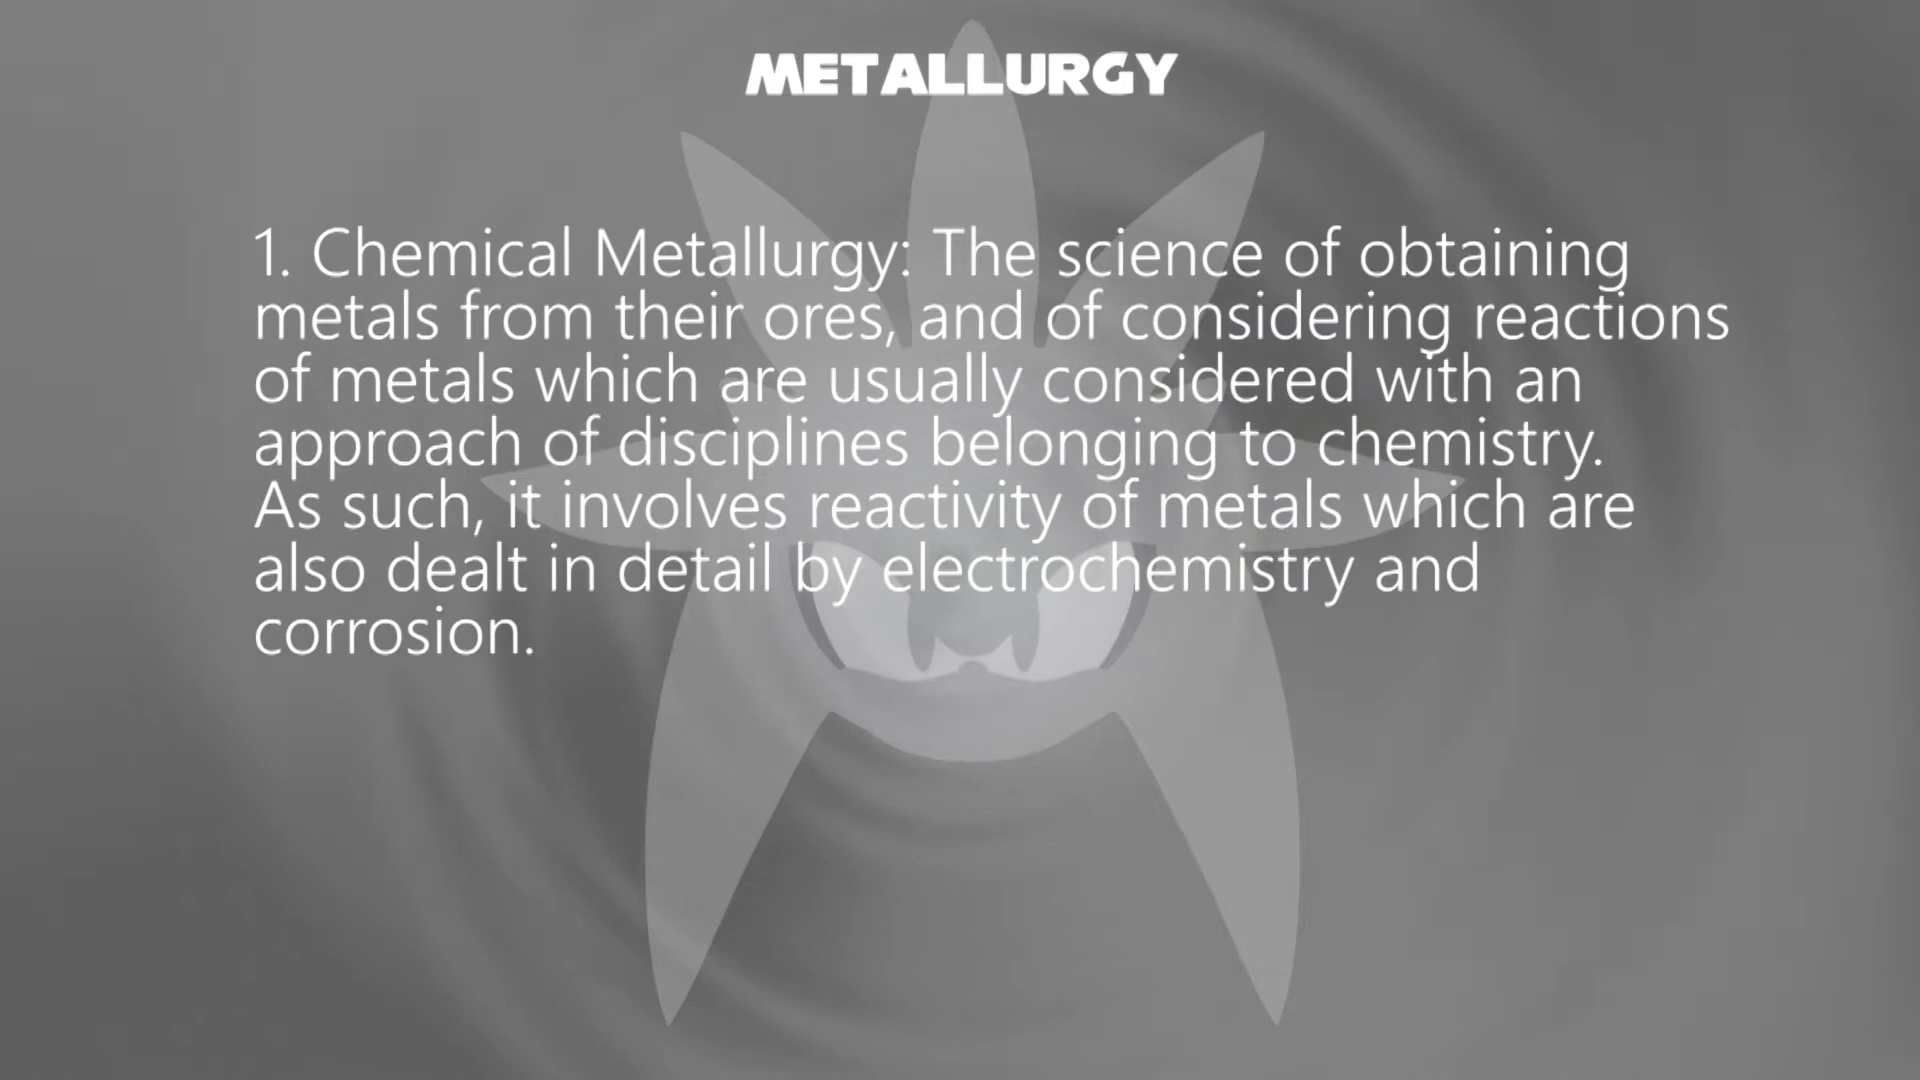 METALLURGY
1. Chemical Metallurgy: The science of obtaining
metals from their ores, and of considering reactions
of metals which are usually considered with an
approach of disciplines belonging to chemistry.
As such, it involves reactivity of metals which are
also dealt in detail by electrochemistry and
corrosion.